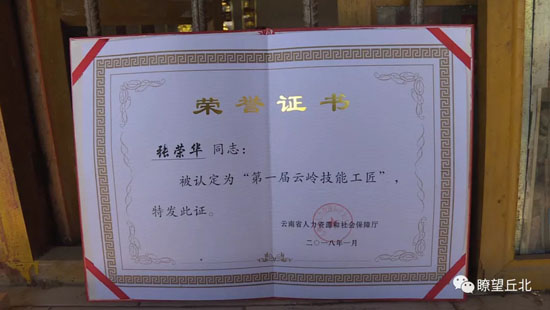 荣誉证书
张荣华 同志：
被认定为“第一届云岭技能工匠”，
特发此证。
云南省人力资源和社会保障厅
二〇一八年一月
瞭望丘北